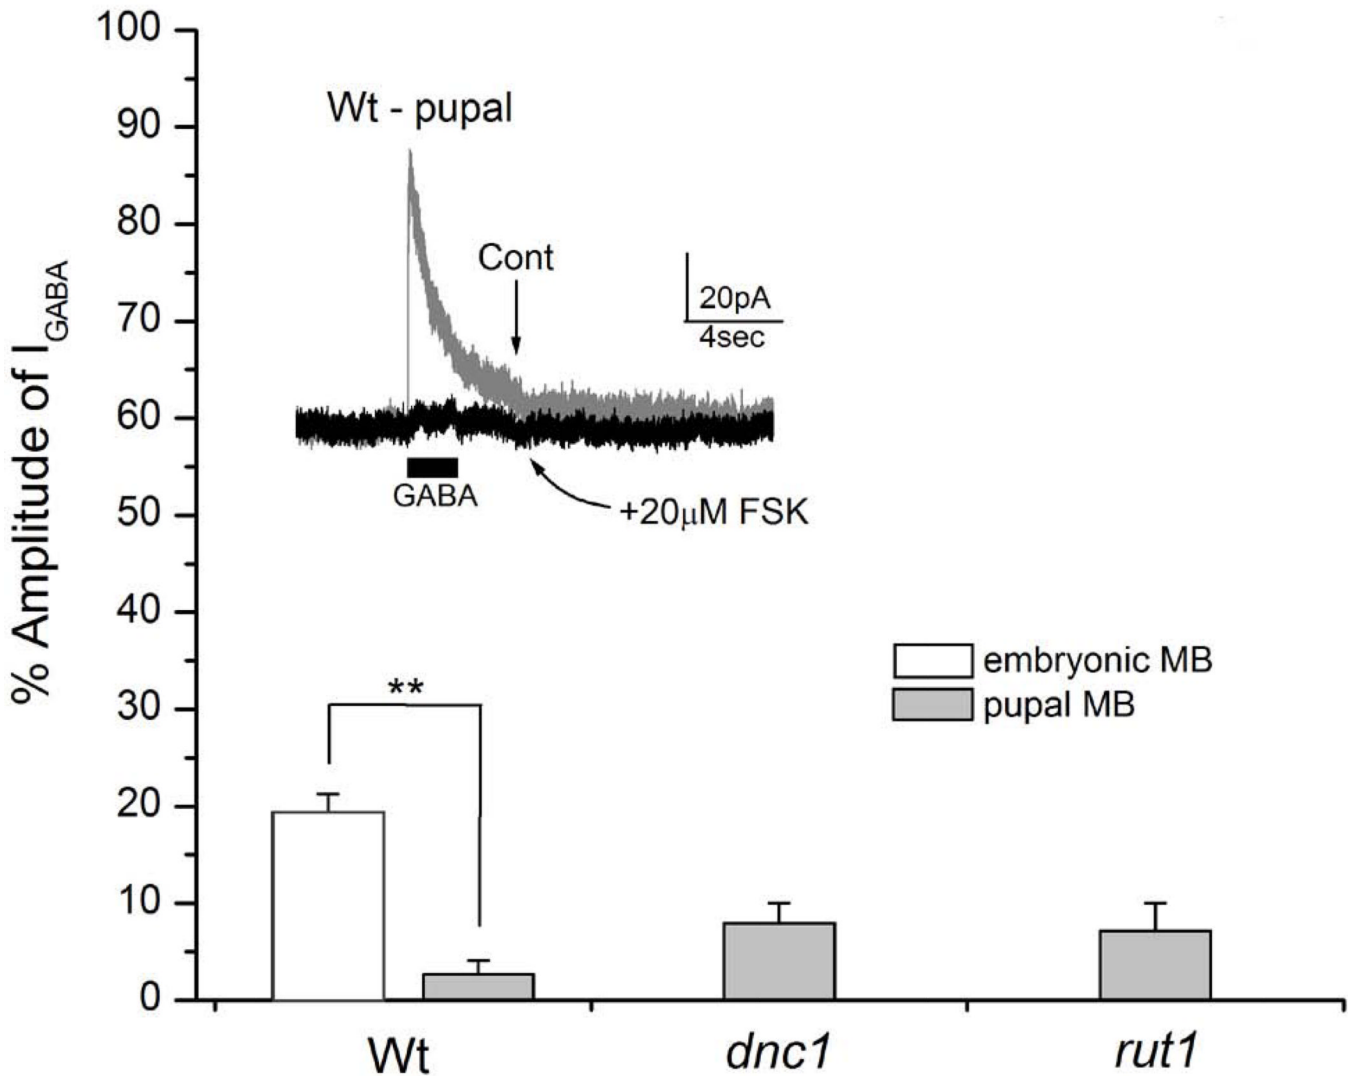 % Amplitude of I_GABA
100
90
80
70
60
50
40
30
20
10
0
Wt - pupal
Cont
20pA
4sec
GABA
+20μM FSK
embryonic MB
pupal MB
**
Wt
dnc1
rut1